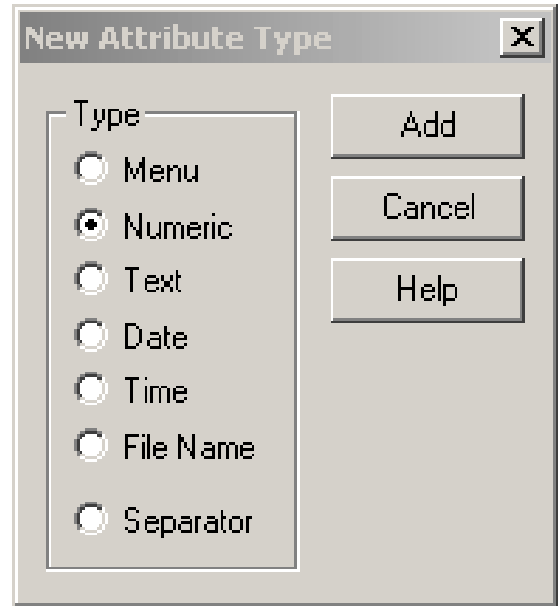 New Attribute Type
Type
Menu
Numeric
Text
Date
Time
File Name
Separator
Add
Cancel
Help